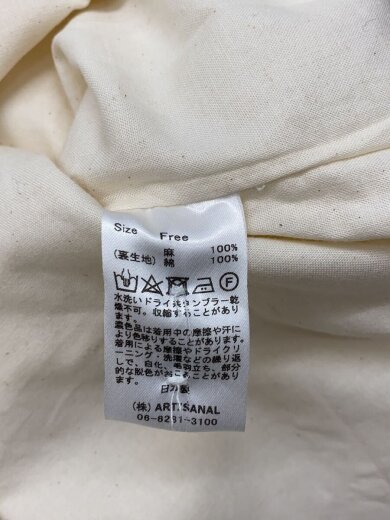 Size Free
麻 100%
(裏生地) 綿 100%
水洗いドライ後タンブラー乾
燥不可。収縮することがあり
ます。
濃色品は着用中の摩擦や汗に
より色移りすることがあります。
着用による摩擦やドライクリ
ーニング・洗濯などの繰り返
しで、白化、毛羽立ち、部分
的な脱色がおこることがあり
ます。
日本製
(株) ARTISANAL
06-6231-3100